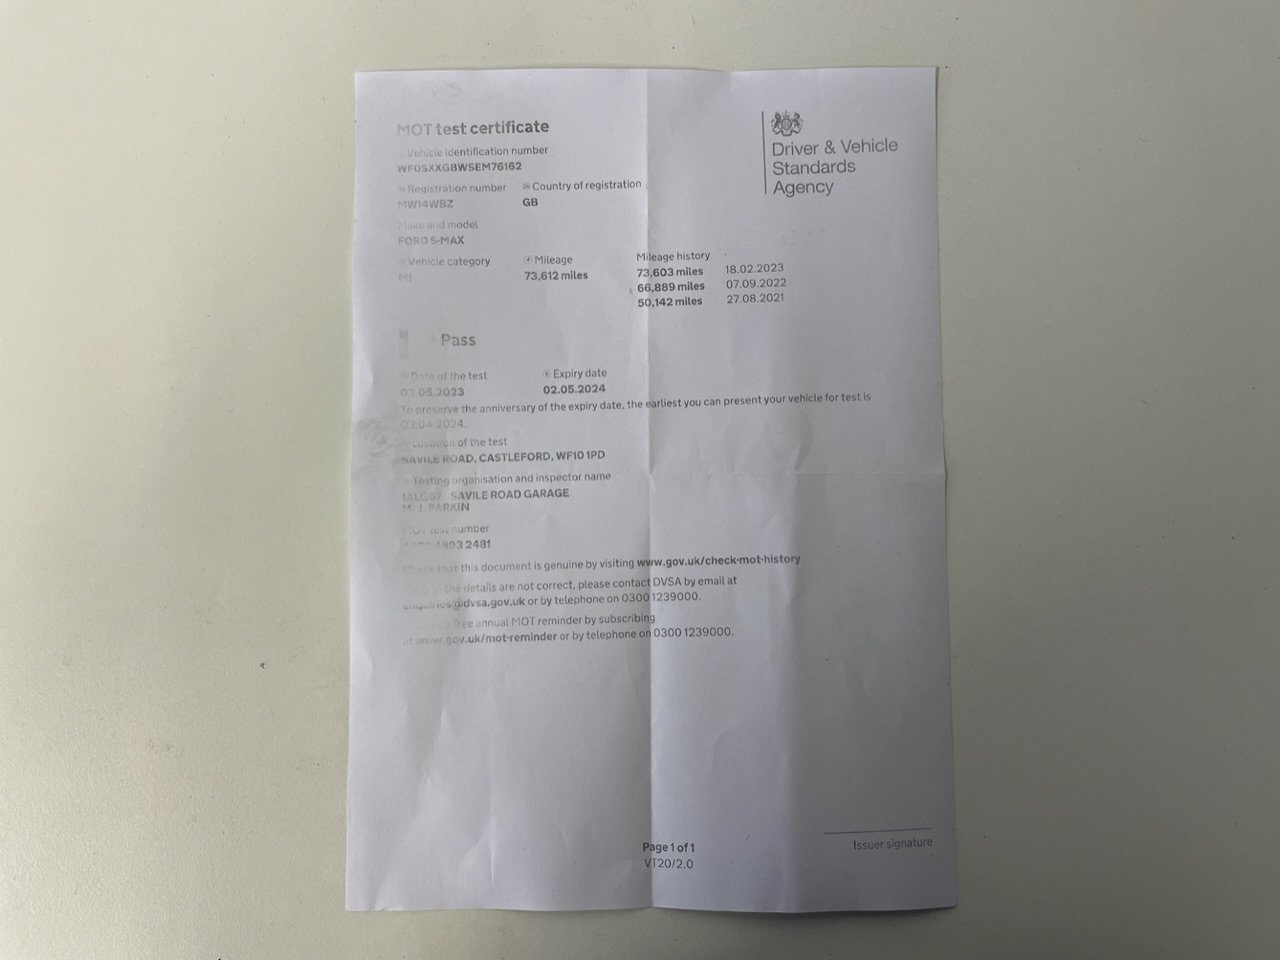 MOT test certificate
Driver & Vehicle
Standards
Agency
Vehicle identification number
WF0SXXGBWSEM76162
Registration number Country of registration
MW14WBZ GB
Make and model
FORD S-MAX
Vehicle category Mileage Mileage history
M1 73,612 miles 73,603 miles 18.02.2023
66,889 miles 07.09.2022
50,142 miles 27.08.2021
Pass
Date of the test Expiry date
03.05.2023 02.05.2024
To preserve the anniversary of the expiry date, the earliest you can present your vehicle for test is
03.04.2024.
Location of the test
SAVILE ROAD, CASTLEFORD, WF10 1PD
Testing organisation and inspector name
SAVILE ROAD GARAGE
M. J. PARKIN
MOT test number
2481
Check that this document is genuine by visiting www.gov.uk/check-mot-history
of the details are not correct, please contact DVSA by email at
enquiries@dvsa.gov.uk or by telephone on 0300 1239000.
a free annual MOT reminder by subscribing
at www.gov.uk/mot-reminder or by telephone on 0300 1239000.
Issuer signature
Page 1 of 1
VT20/2.0